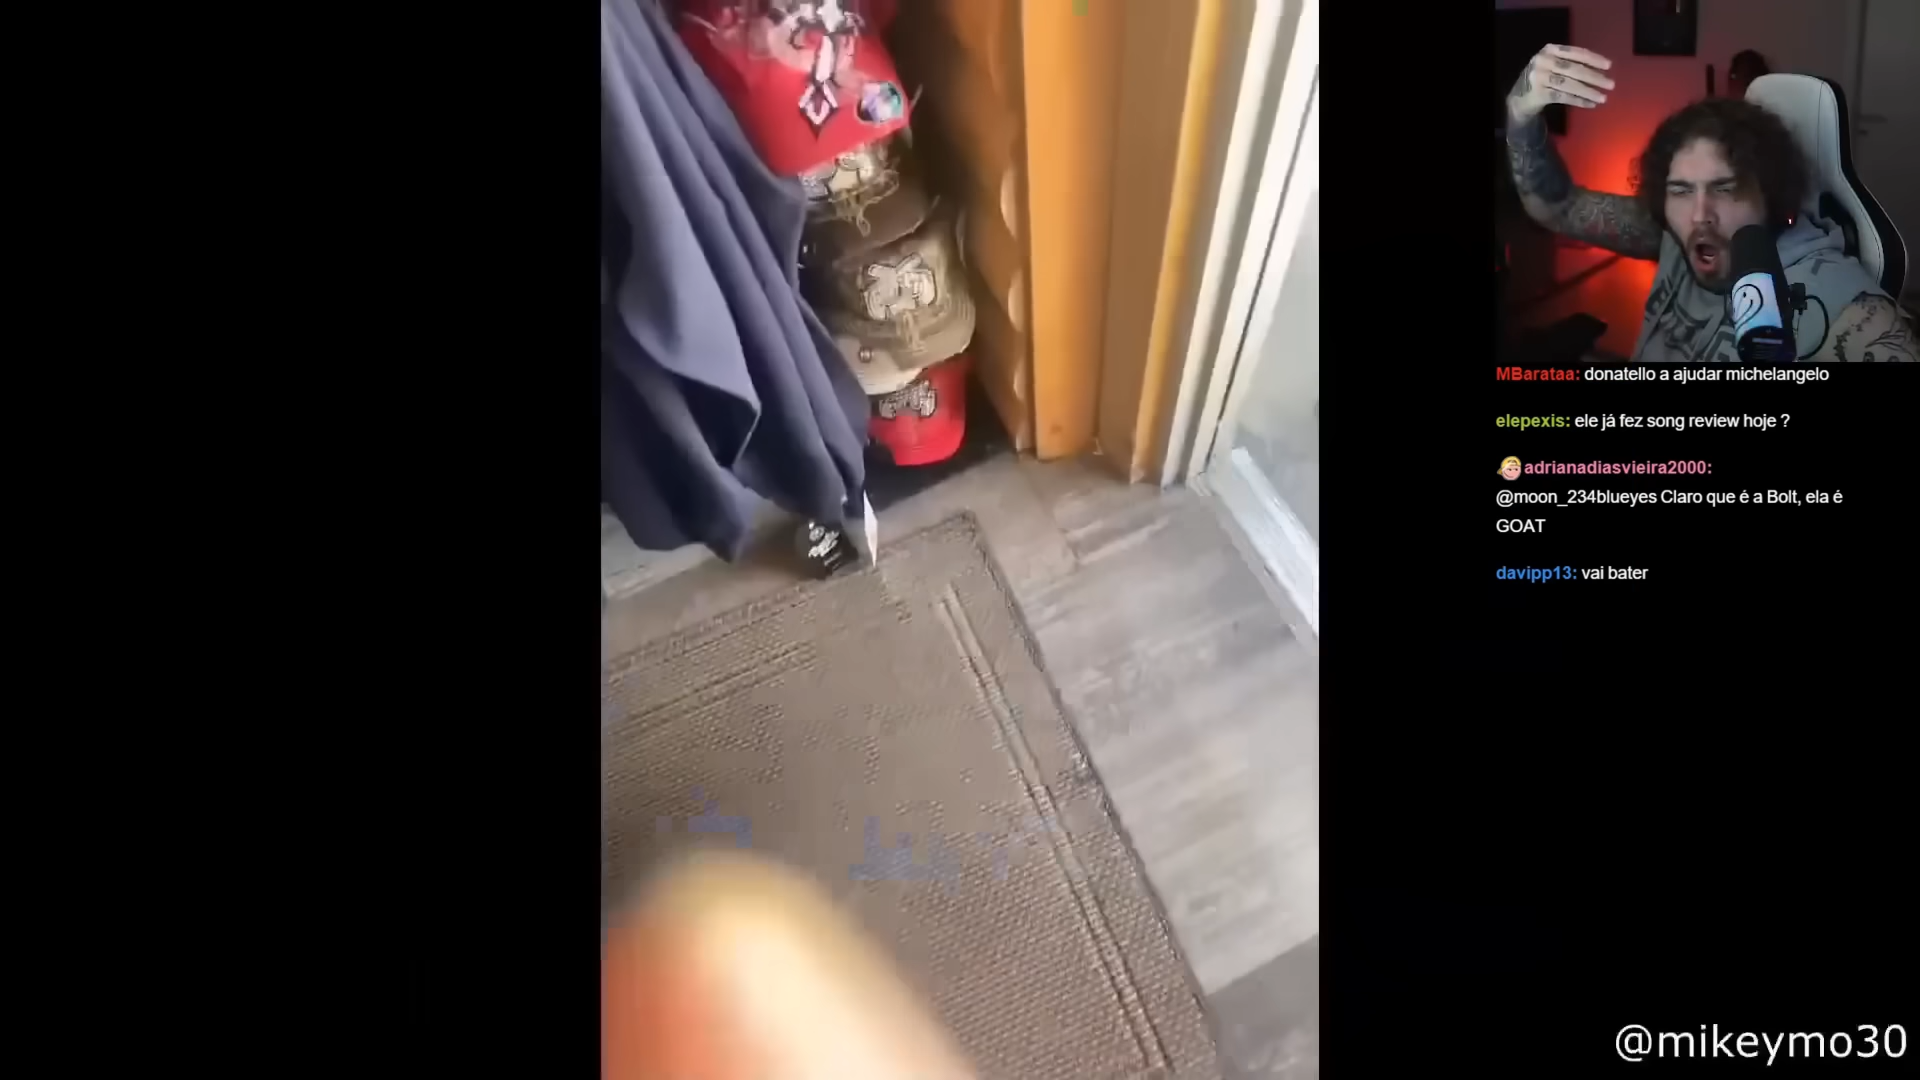 MBarataa: donatello a ajudar michelangelo
elepexis: ele já fez song review hoje ?
adrianadiasvieira2000:
@moon_234blueyes Claro que é a Bolt, ela é
GOAT
davipp13: vai bater
@mikeymo30